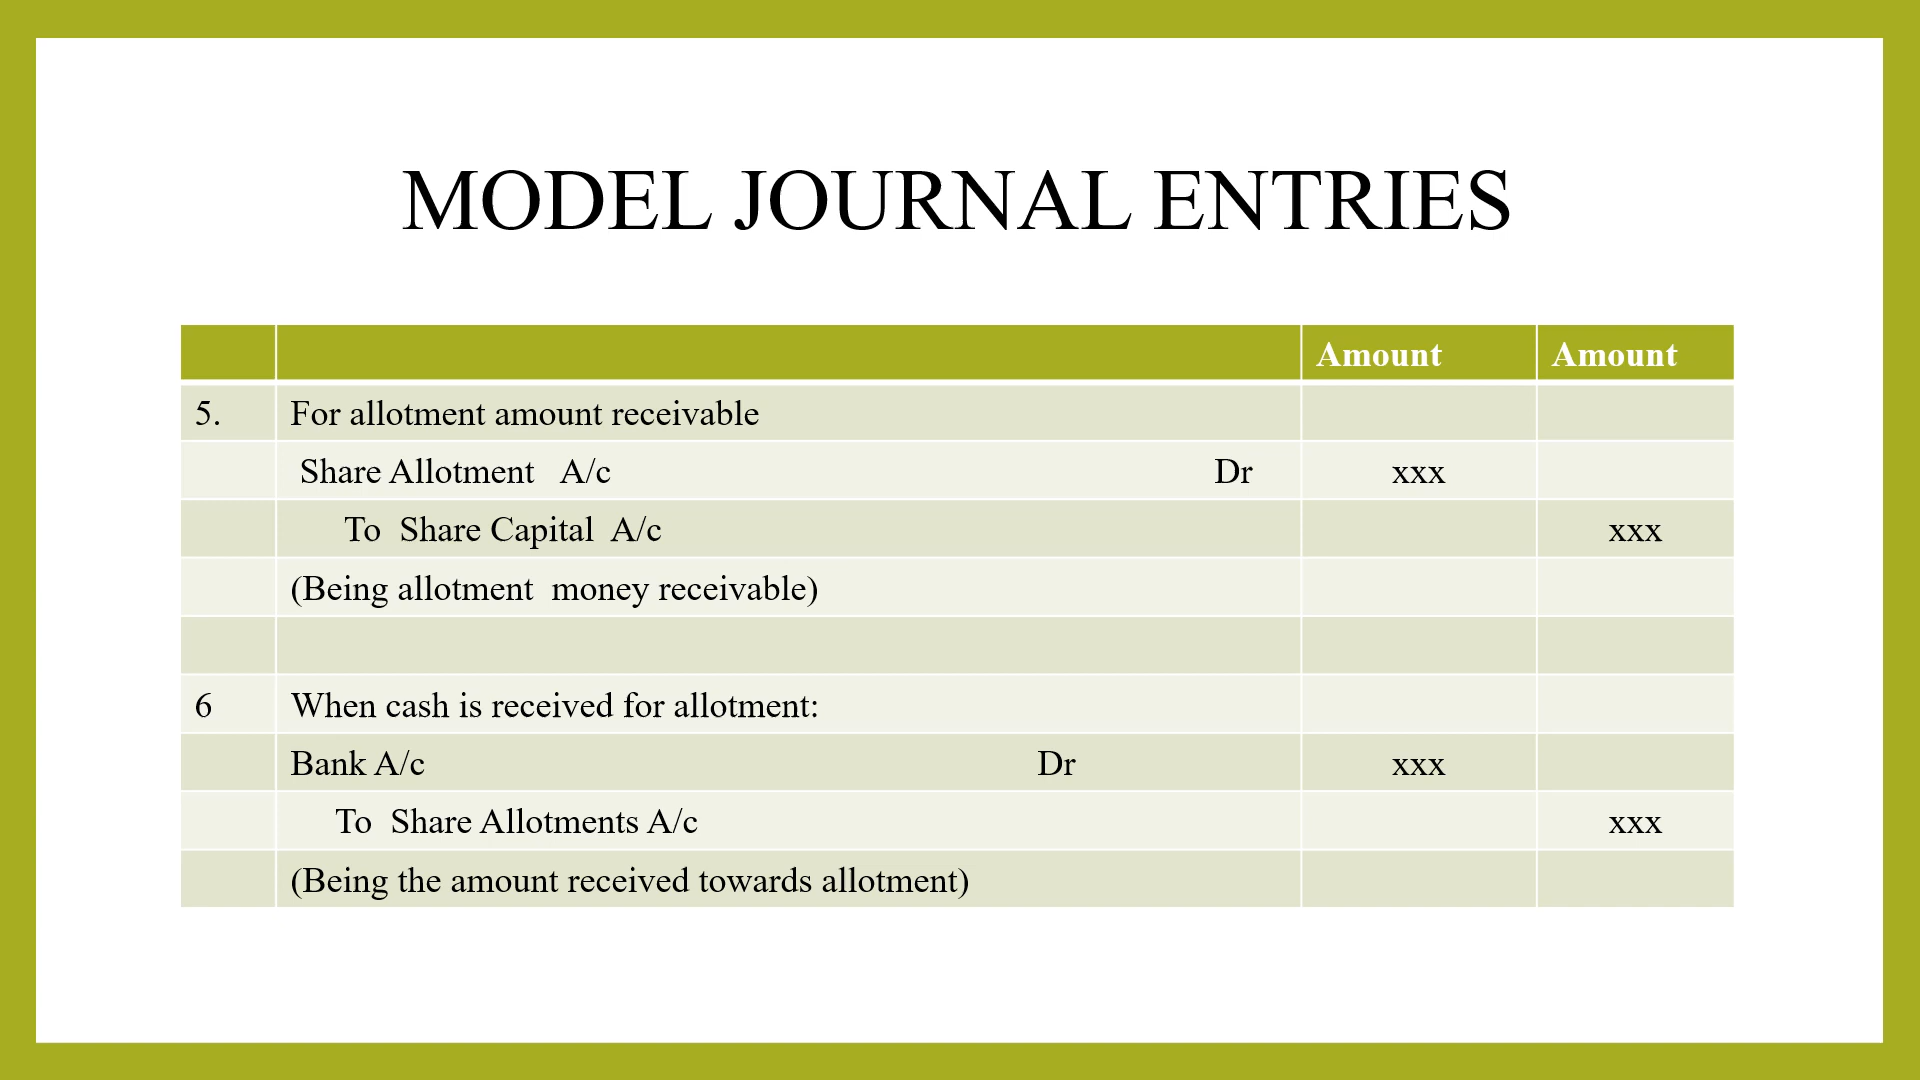 MODEL JOURNAL ENTRIES
Amount Amount
5. For allotment amount receivable
Share Allotment A/c Dr xxx
To Share Capital A/c xxx
(Being allotment money receivable)
6 When cash is received for allotment:
Bank A/c Dr xxx
To Share Allotments A/c xxx
(Being the amount received towards allotment)